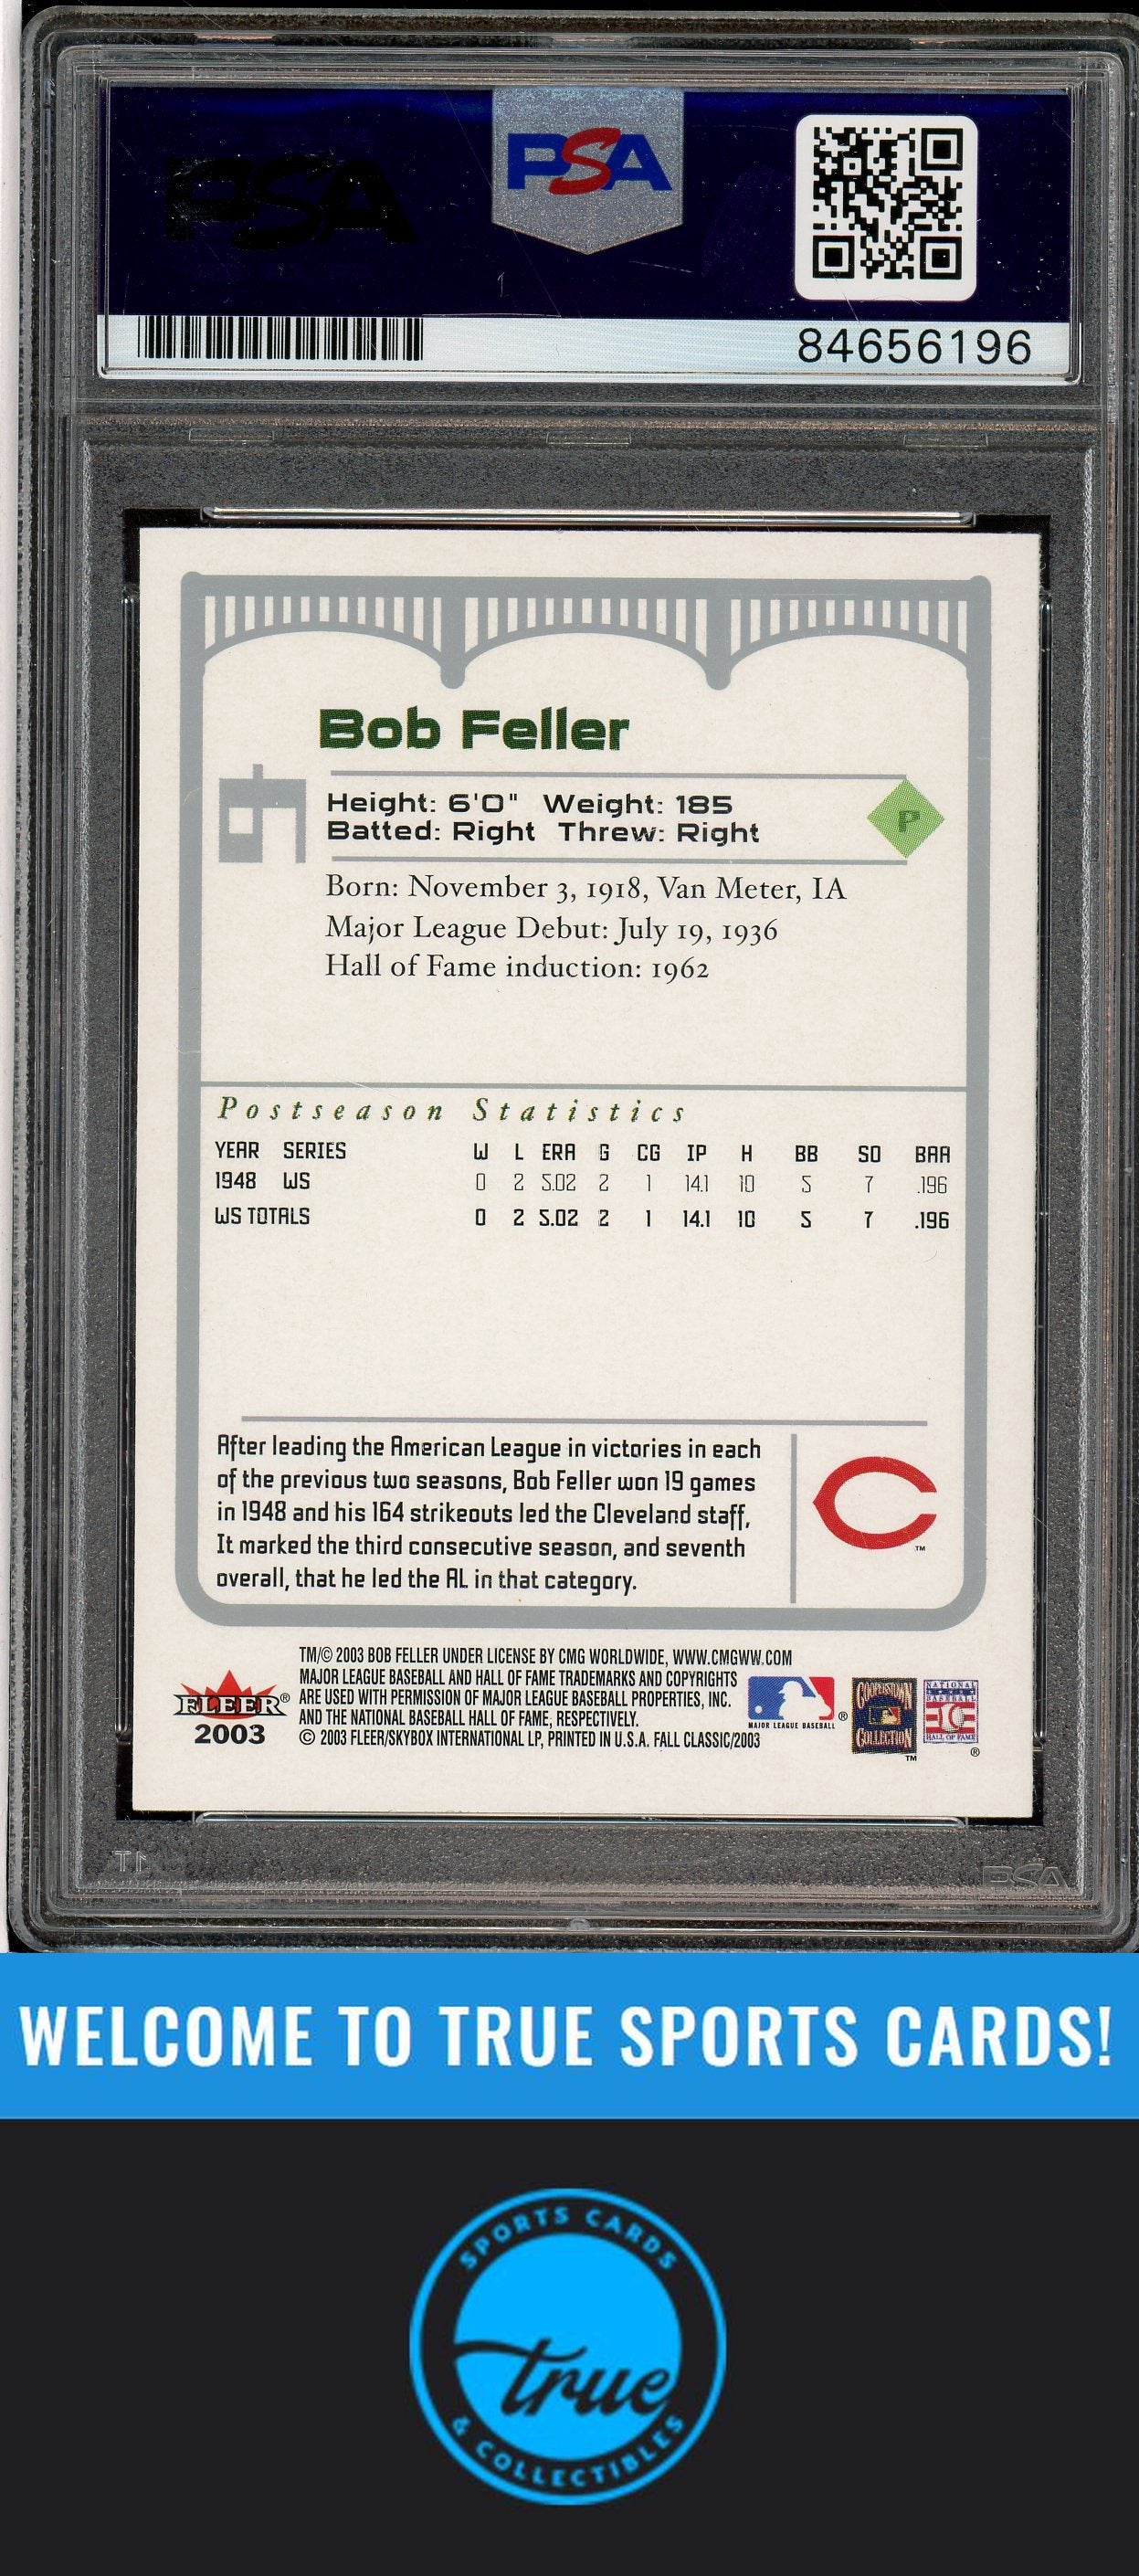 PSA
PSA
84656196
Bob Feller
Height: 6'0" Weight: 185
Batted: Right Threw: Right
P
Born: November 3, 1918, Van Meter, IA
Major League Debut: July 19, 1936
Hall of Fame induction: 1962
Postseason Statistics
YEAR SERIES W L ERA G CG IP H BB SO BAA
1948 WS 0 2 5.02 2 1 14.1 10 5 7 .196
WS TOTALS 0 2 5.02 2 1 14.1 10 5 7 .196
After leading the American League in victories in each
of the previous two seasons, Bob Feller won 19 games
in 1948 and his 164 strikeouts led the Cleveland staff,
It marked the third consecutive season, and seventh
overall, that he led the AL in that category.
C
™
TM/© 2003 BOB FELLER UNDER LICENSE BY CMG WORLDWIDE, WWW.CMGWW.COM
MAJOR LEAGUE BASEBALL AND HALL OF FAME TRADEMARKS AND COPYRIGHTS
ARE USED WITH PERMISSION OF MAJOR LEAGUE BASEBALL PROPERTIES, INC.
AND THE NATIONAL BASEBALL HALL OF FAME, RESPECTIVELY.
© 2003 FLEER/SKYBOX INTERNATIONAL LP, PRINTED IN U.S.A. FALL CLASSIC/2003
FLEER®
2003
MAJOR LEAGUE BASEBALL ®
COOPERSTOWN
COLLECTION
TM
NATIONAL
BASEBALL
HALL OF FAME
®
PSA
WELCOME TO TRUE SPORTS CARDS!
SPORTS CARDS
true
& COLLECTIBLES